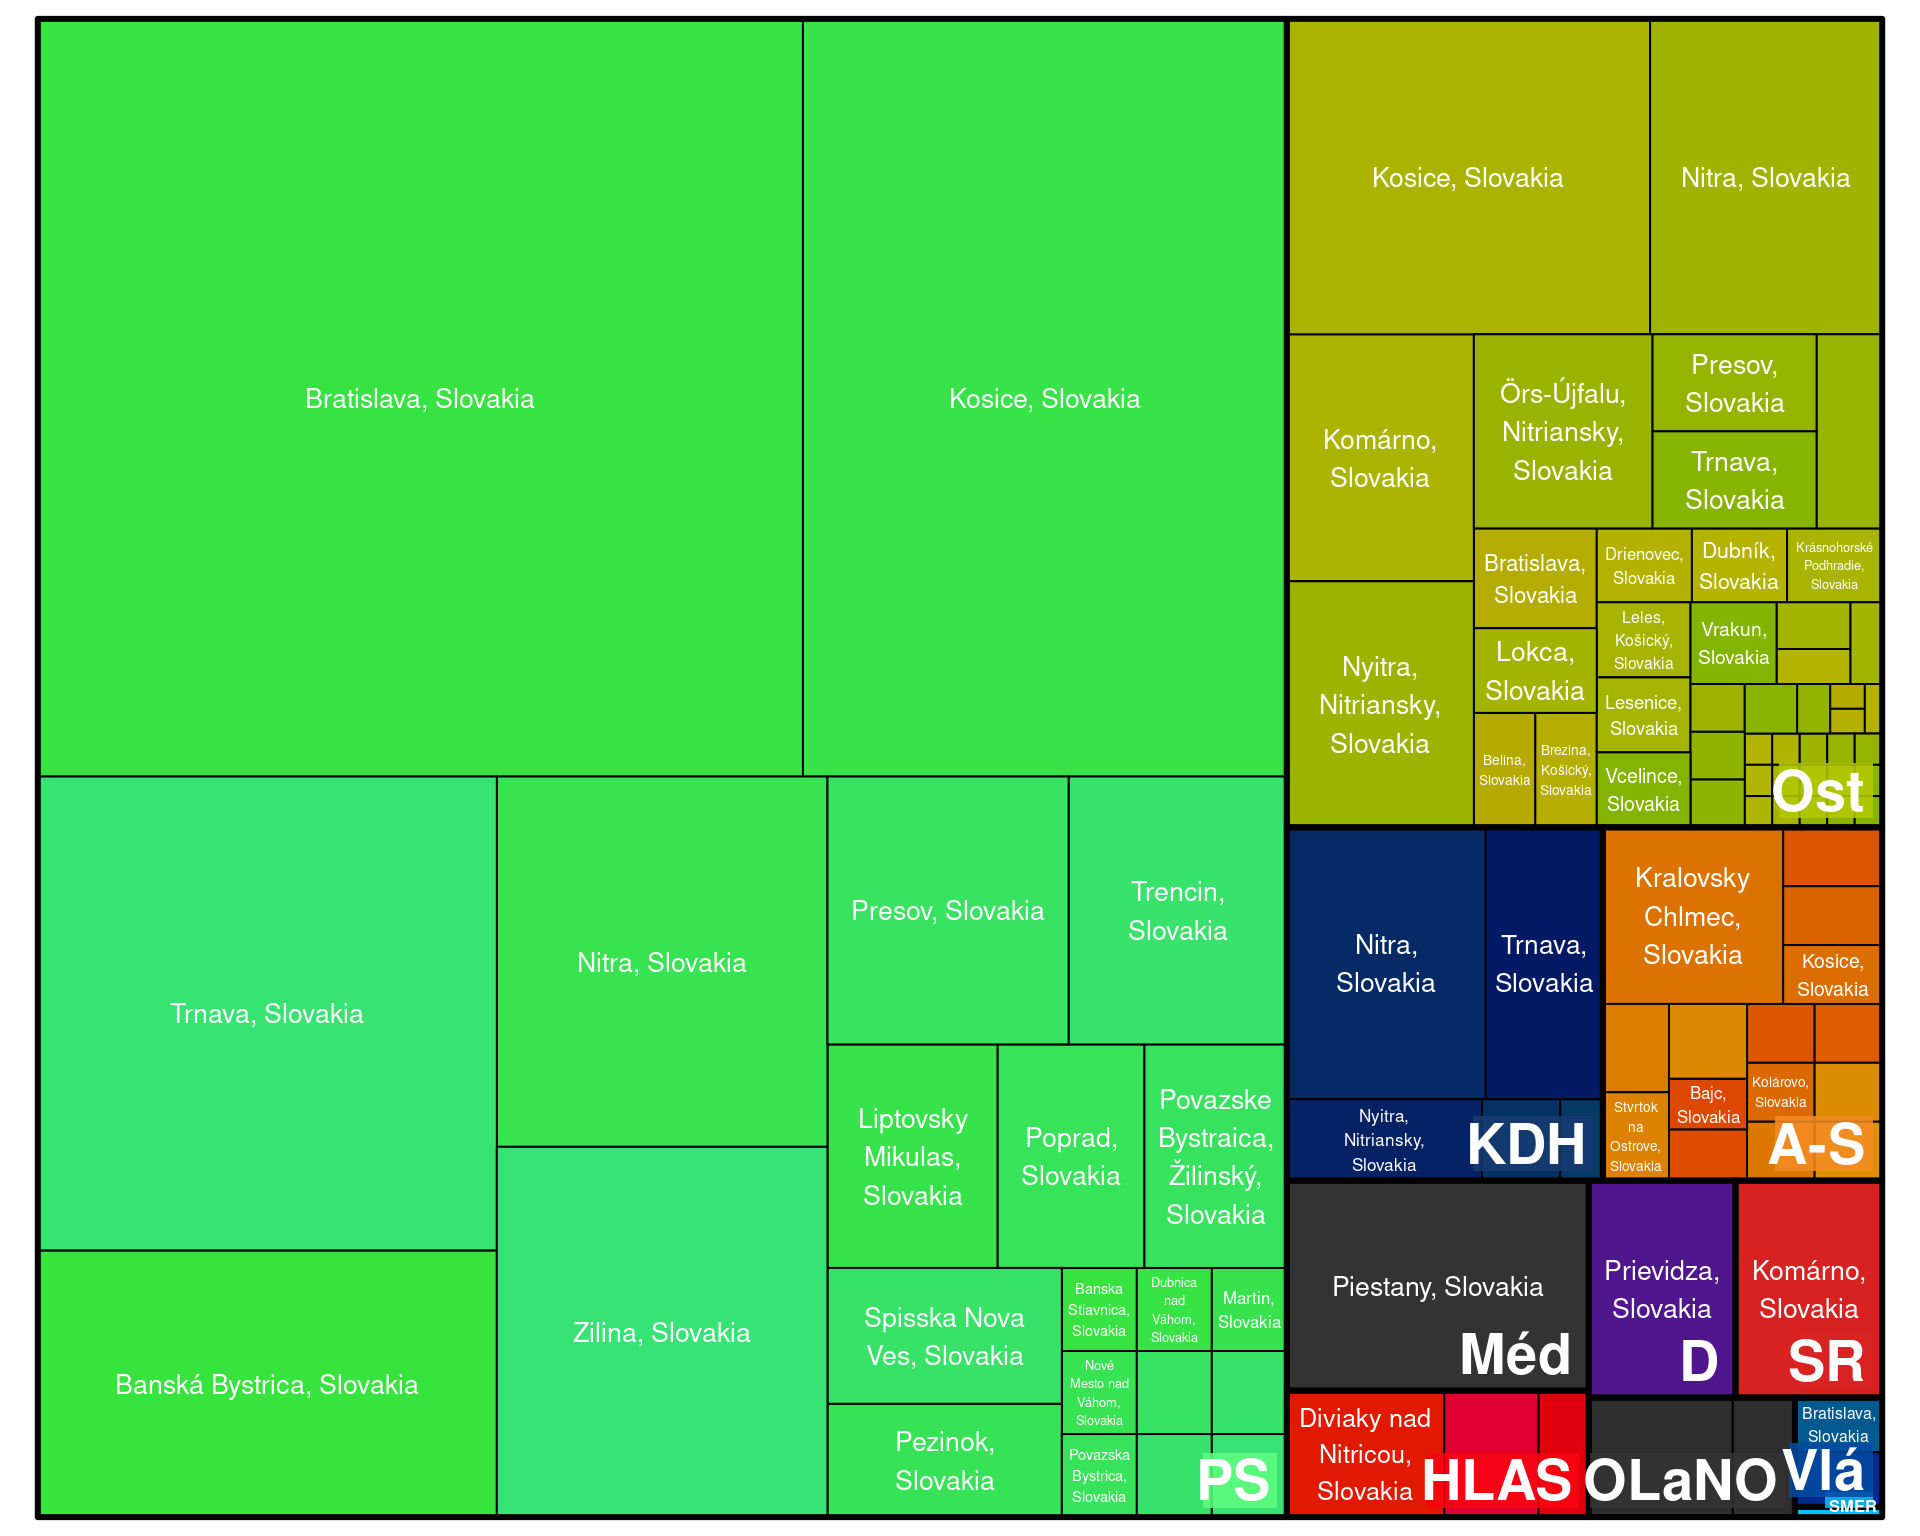 Bratislava, Slovakia
Kosice, Slovakia
Trnava, Slovakia
Banská Bystrica, Slovakia
Nitra, Slovakia
Zilina, Slovakia
Presov, Slovakia
Trencin,
Slovakia
Liptovsky
Mikulas,
Slovakia
Poprad,
Slovakia
Povazske
Bystraica,
Žilinský,
Slovakia
Spisska Nova
Ves, Slovakia
Pezinok,
Slovakia
Banska
Stiavnica,
Slovakia
Dubnica
nad
Váhom,
Slovakia
Martin,
Slovakia
Nové
Mesto nad
Váhom,
Slovakia
Povazska
Bystrica,
Slovakia
PS
Kosice, Slovakia
Nitra, Slovakia
Komárno,
Slovakia
Nyitra,
Nitriansky,
Slovakia
Örs-Újfalu,
Nitriansky,
Slovakia
Presov,
Slovakia
Trnava,
Slovakia
Bratislava,
Slovakia
Lokca,
Slovakia
Belina,
Slovakia
Brezina,
Košický,
Slovakia
Drienovec,
Slovakia
Dubník,
Slovakia
Krásnohorské
Podhradie,
Slovakia
Leles,
Košický,
Slovakia
Lesenice,
Slovakia
Vcelince,
Slovakia
Vrakun,
Slovakia
Ost
Nitra,
Slovakia
Trnava,
Slovakia
Nyitra,
Nitriansky,
Slovakia
KDH
Kralovsky
Chlmec,
Slovakia
Kosice,
Slovakia
Stvrtok
na
Ostrove,
Slovakia
Bajc,
Slovakia
Kolárovo,
Slovakia
A-S
Piestany, Slovakia
Méd
Prievidza,
Slovakia
D
Komárno,
Slovakia
SR
Diviaky nad
Nitricou,
Slovakia
HLAS
OLaNO
Bratislava,
Slovakia
Vlá
SMER